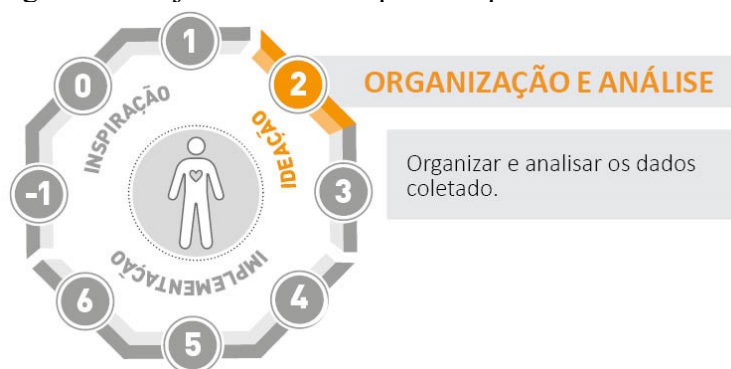 1
0
2
ORGANIZAÇÃO E ANÁLISE
INSPIRAÇÃO
IDEAÇÃO
Organizar e analisar os dados
coletado.
-1
3
IMPLEMENTAÇÃO
6
4
5